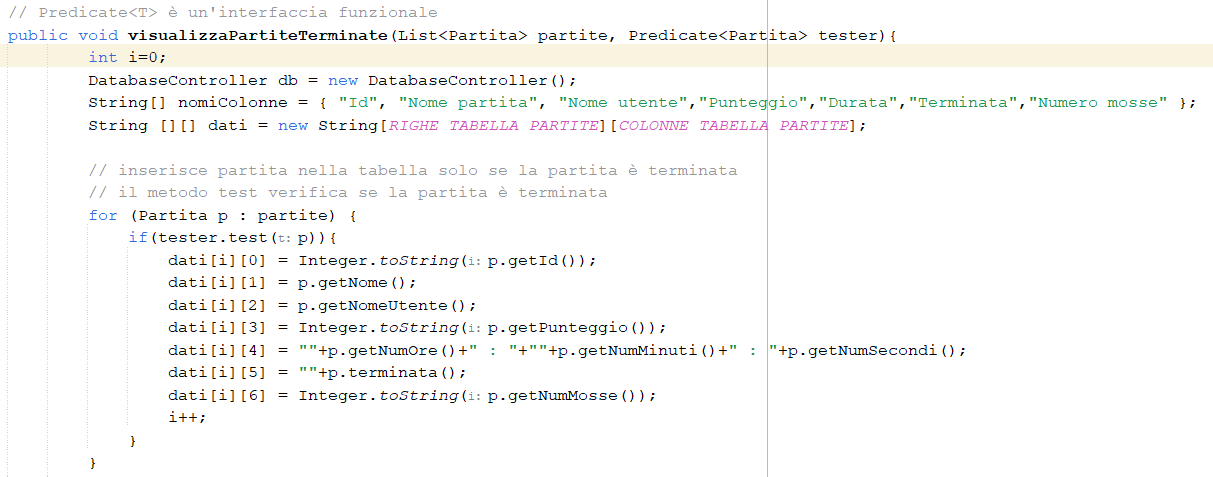 // Predicate<T> è un'interfaccia funzionale
public void visualizzaPartiteTerminate(List<Partita> partite, Predicate<Partita> tester){
int i=0;
DatabaseController db = new DatabaseController();
String[] nomiColonne = { "Id", "Nome partita", "Nome utente","Punteggio","Durata","Terminata","Numero mosse" };
String [][] dati = new String[RIGHE_TABELLA_PARTITE][COLONNE_TABELLA_PARTITE];
// inserisce partita nella tabella solo se la partita è terminata
// il metodo test verifica se la partita è terminata
for (Partita p : partite) {
if(tester.test(t: p)){
dati[i][0] = Integer.toString(i: p.getId());
dati[i][1] = p.getNome();
dati[i][2] = p.getNomeUtente();
dati[i][3] = Integer.toString(i: p.getPunteggio());
dati[i][4] = ""+p.getNumOre()+" : "+""+p.getNumMinuti()+" : "+p.getNumSecondi();
dati[i][5] = ""+p.terminata();
dati[i][6] = Integer.toString(i: p.getNumMosse());
i++;
}
}